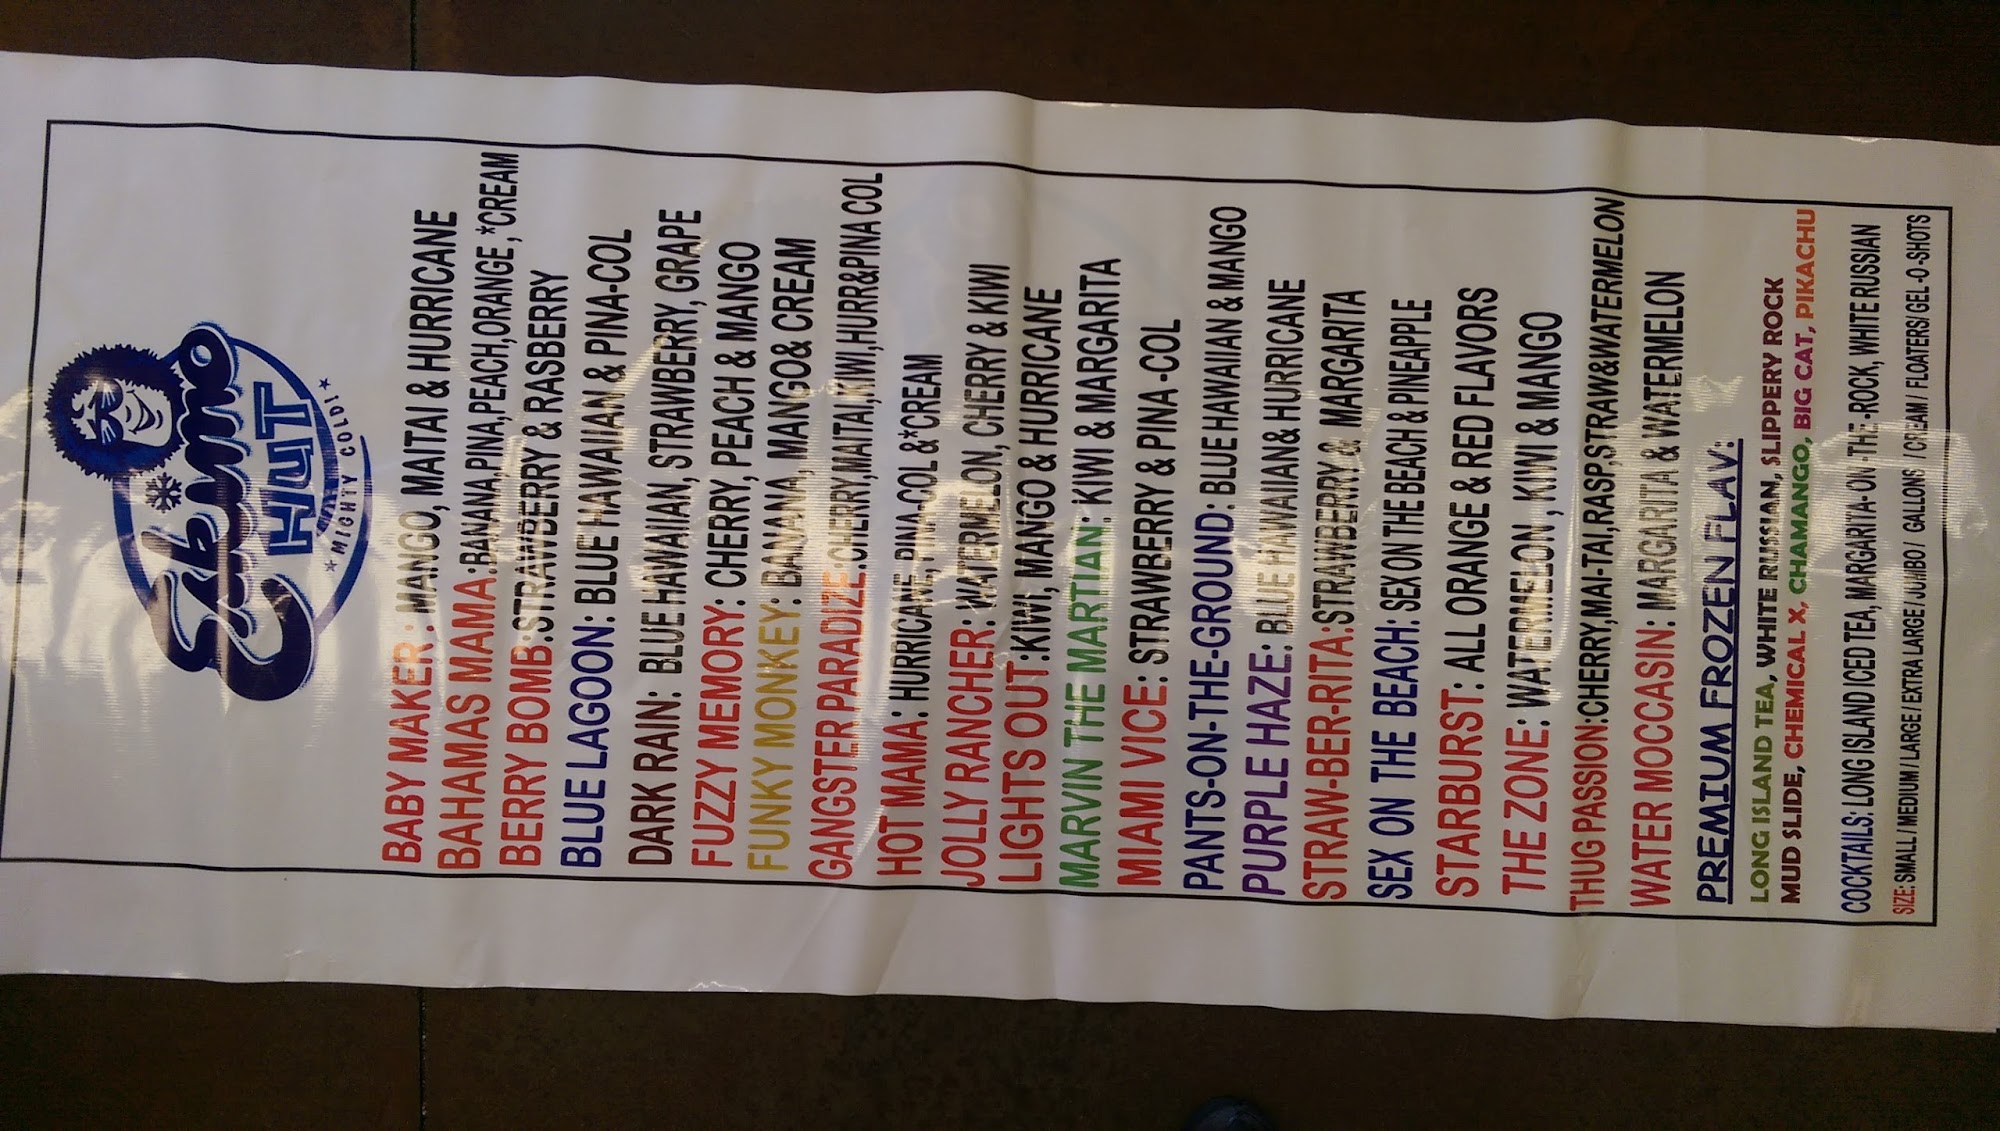 Eskimo
HUT
★ MIGHTY COLD! ★
BABY MAKER: MANGO, MAITAI & HURRICANE
BAHAMAS MAMA:BANANA,PINA,PEACH,ORANGE,*CREAM
BERRY BOMB:STRAWBERRY & RASBERRY
BLUE LAGOON: BLUE HAWAIIAN & PINA-COL
DARK RAIN: BLUE HAWAIIAN, STRAWBERRY, GRAPE
FUZZY MEMORY: CHERRY, PEACH & MANGO
FUNKY MONKEY: BANANA, MANGO& CREAM
GANGSTER PARADIZE:CHERRY,MAITAI,KIWI,HURR&PINA COL
HOT MAMA: HURRICANE,PINA-COL &*CREAM
JOLLY RANCHER: WATERMELON, CHERRY & KIWI
LIGHTS OUT:KIWI, MANGO & HURRICANE
MARVIN THE MARTIAN: KIWI & MARGARITA
MIAMI VICE: STRAWBERRY & PINA-COL
PANTS-ON-THE-GROUND: BLUE HAWAIIAN & MANGO
PURPLE HAZE: BLUE HAWAIIAN& HURRICANE
STRAW-BER-RITA:STRAWBERRY & MARGARITA
SEX ON THE BEACH: SEX ON THE BEACH & PINEAPPLE
STARBURST: ALL ORANGE & RED FLAVORS
THE ZONE: WATERMELON, KIWI & MANGO
THUG PASSION:CHERRY,MAI-TAI,RASP,STRAW&WATERMELON
WATER MOCCASIN: MARGARITA & WATERMELON
PREMIUM FROZEN FLAV:
LONG ISLAND TEA, WHITE RUSSIAN, SLIPPERY ROCK
MUD SLIDE, CHEMICAL X, CHAMANGO, BIG CAT, PIKACHU
COCKTAILS: LONG ISLAND ICED TEA, MARGARITA-ON-THE-ROCK, WHITE RUSSIAN
SIZE: SMALL / MEDIUM / LARGE / EXTRA LARGE / JUMBO / GALLONS / CREAM / FLOATERS/ GEL-O-SHOTS